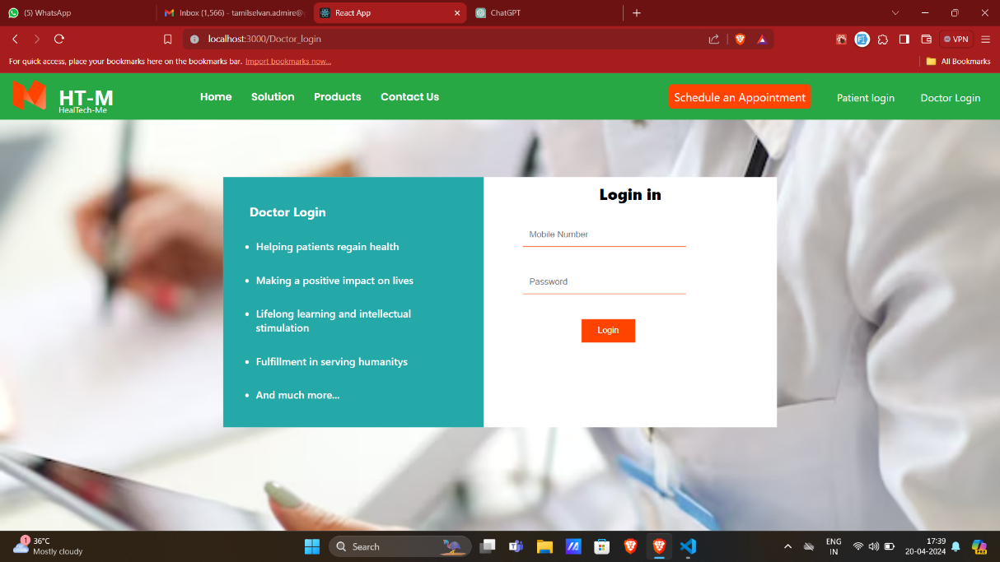 (5) WhatsApp
Inbox (1,566) - tamilselvan.admire@
React App
ChatGPT
localhost:3000/Doctor_login
VPN
For quick access, place your bookmarks here on the bookmarks bar. Import bookmarks now...
All Bookmarks
HT-M
HealTech-Me
Home
Solution
Products
Contact Us
Schedule an Appointment
Patient login
Doctor Login
Doctor Login
• Helping patients regain health
• Making a positive impact on lives
• Lifelong learning and intellectual
stimulation
• Fulfillment in serving humanitys
• And much more...
Login in
Mobile Number
Password
Login
1
36°C
Mostly cloudy
Search
ENG
IN
17:39
20-04-2024
PRE